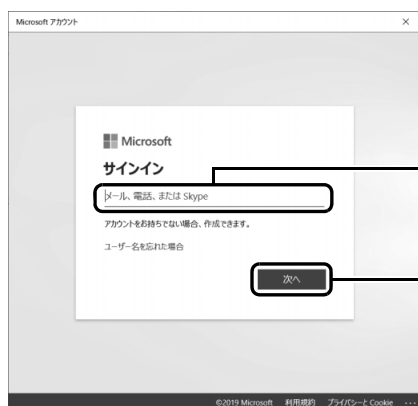 Microsoft アカウント
Microsoft
サインイン
メール、電話、または Skype
アカウントをお持ちでない場合、作成できます。
ユーザー名を忘れた場合
次へ
©2019 Microsoft 利用規約 プライバシーと Cookie ...